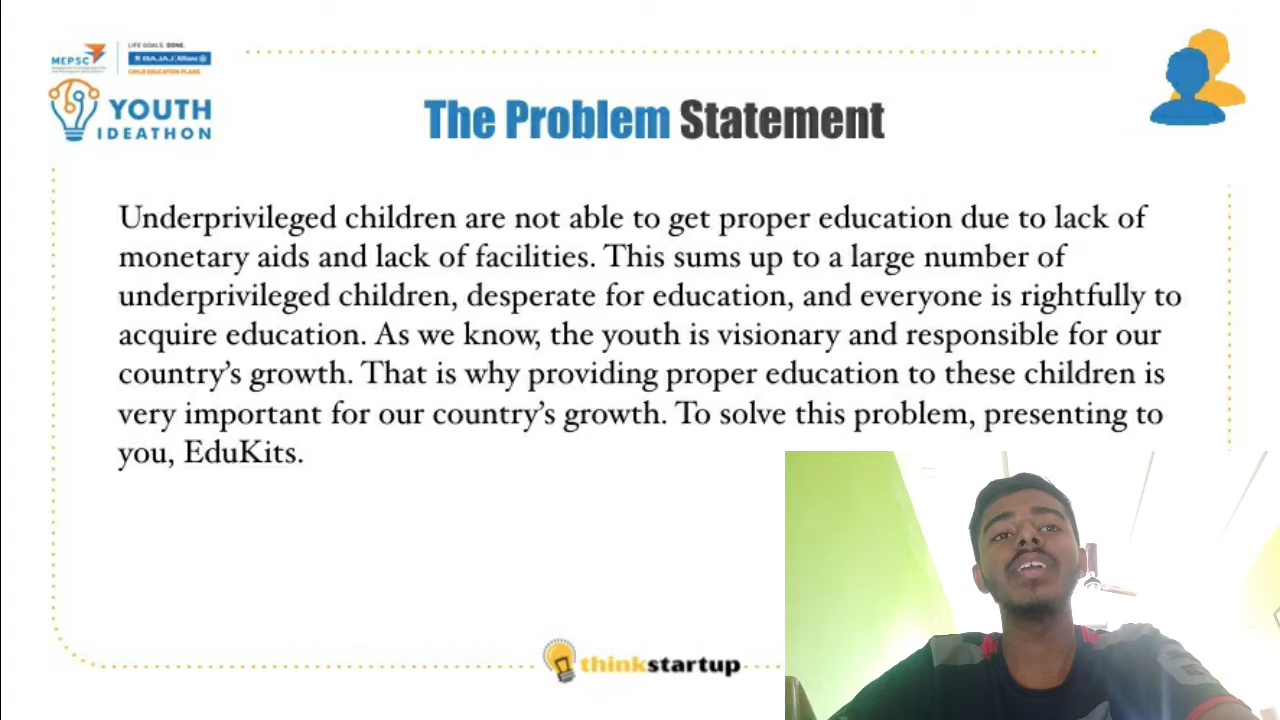 MEPSC
LIFE GOALS. DONE.
BAJAJ Allianz
CHILD EDUCATION PLANS
YOUTH
IDEATHON
The Problem Statement
Underprivileged children are not able to get proper education due to lack of
monetary aids and lack of facilities. This sums up to a large number of
underprivileged children, desperate for education, and everyone is rightfully to
acquire education. As we know, the youth is visionary and responsible for our
country’s growth. That is why providing proper education to these children is
very important for our country’s growth. To solve this problem, presenting to
you, EduKits.
thinkstartup